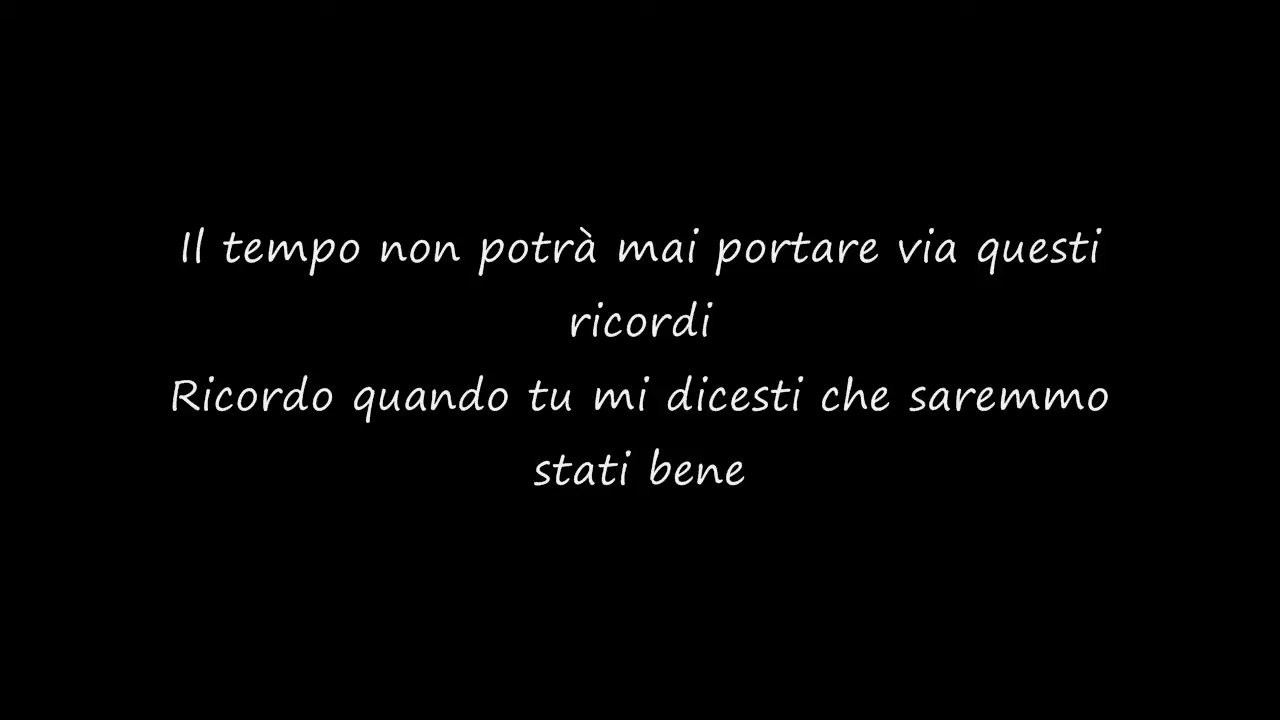 Il tempo non potrà mai portare via questi
ricordi
Ricordo quando tu mi dicesti che saremmo
stati bene